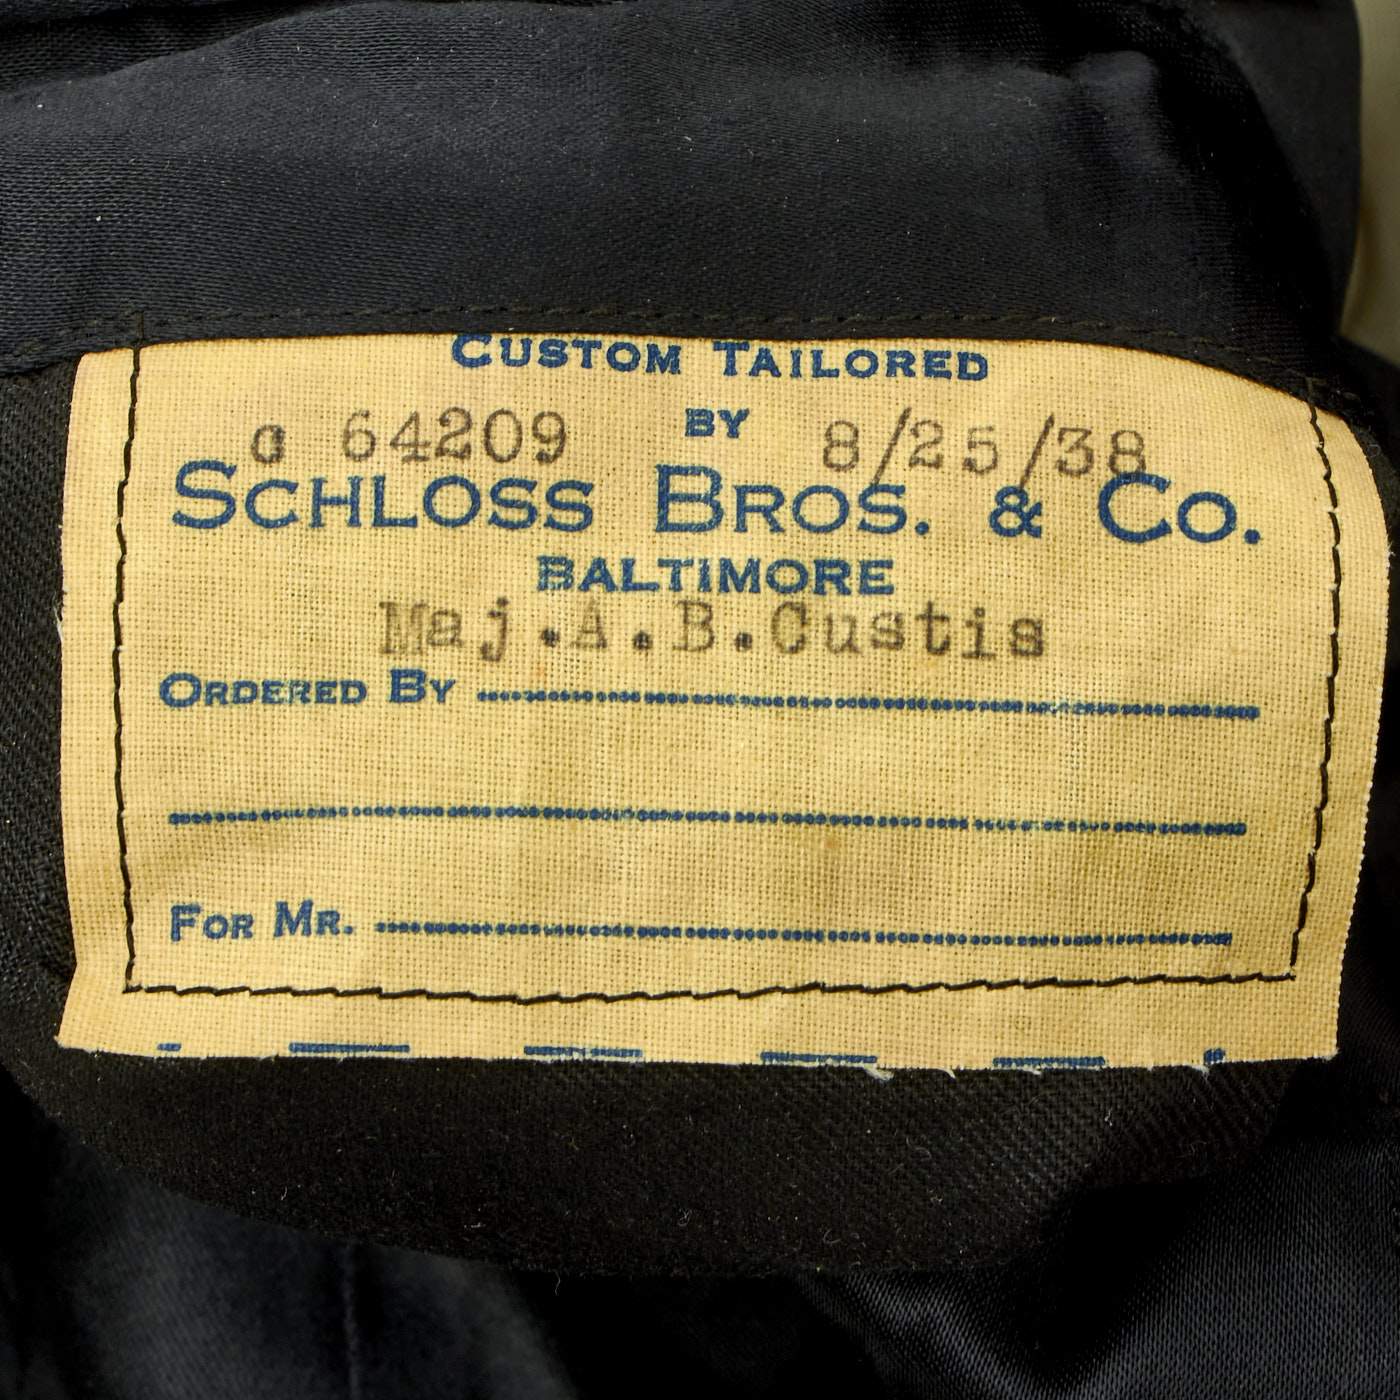 CUSTOM TAILORED
a 64209 BY 8/25/38
SCHLOSS BROS. & CO.
BALTIMORE
Maj.A.B.Custis
ORDERED BY
FOR MR.